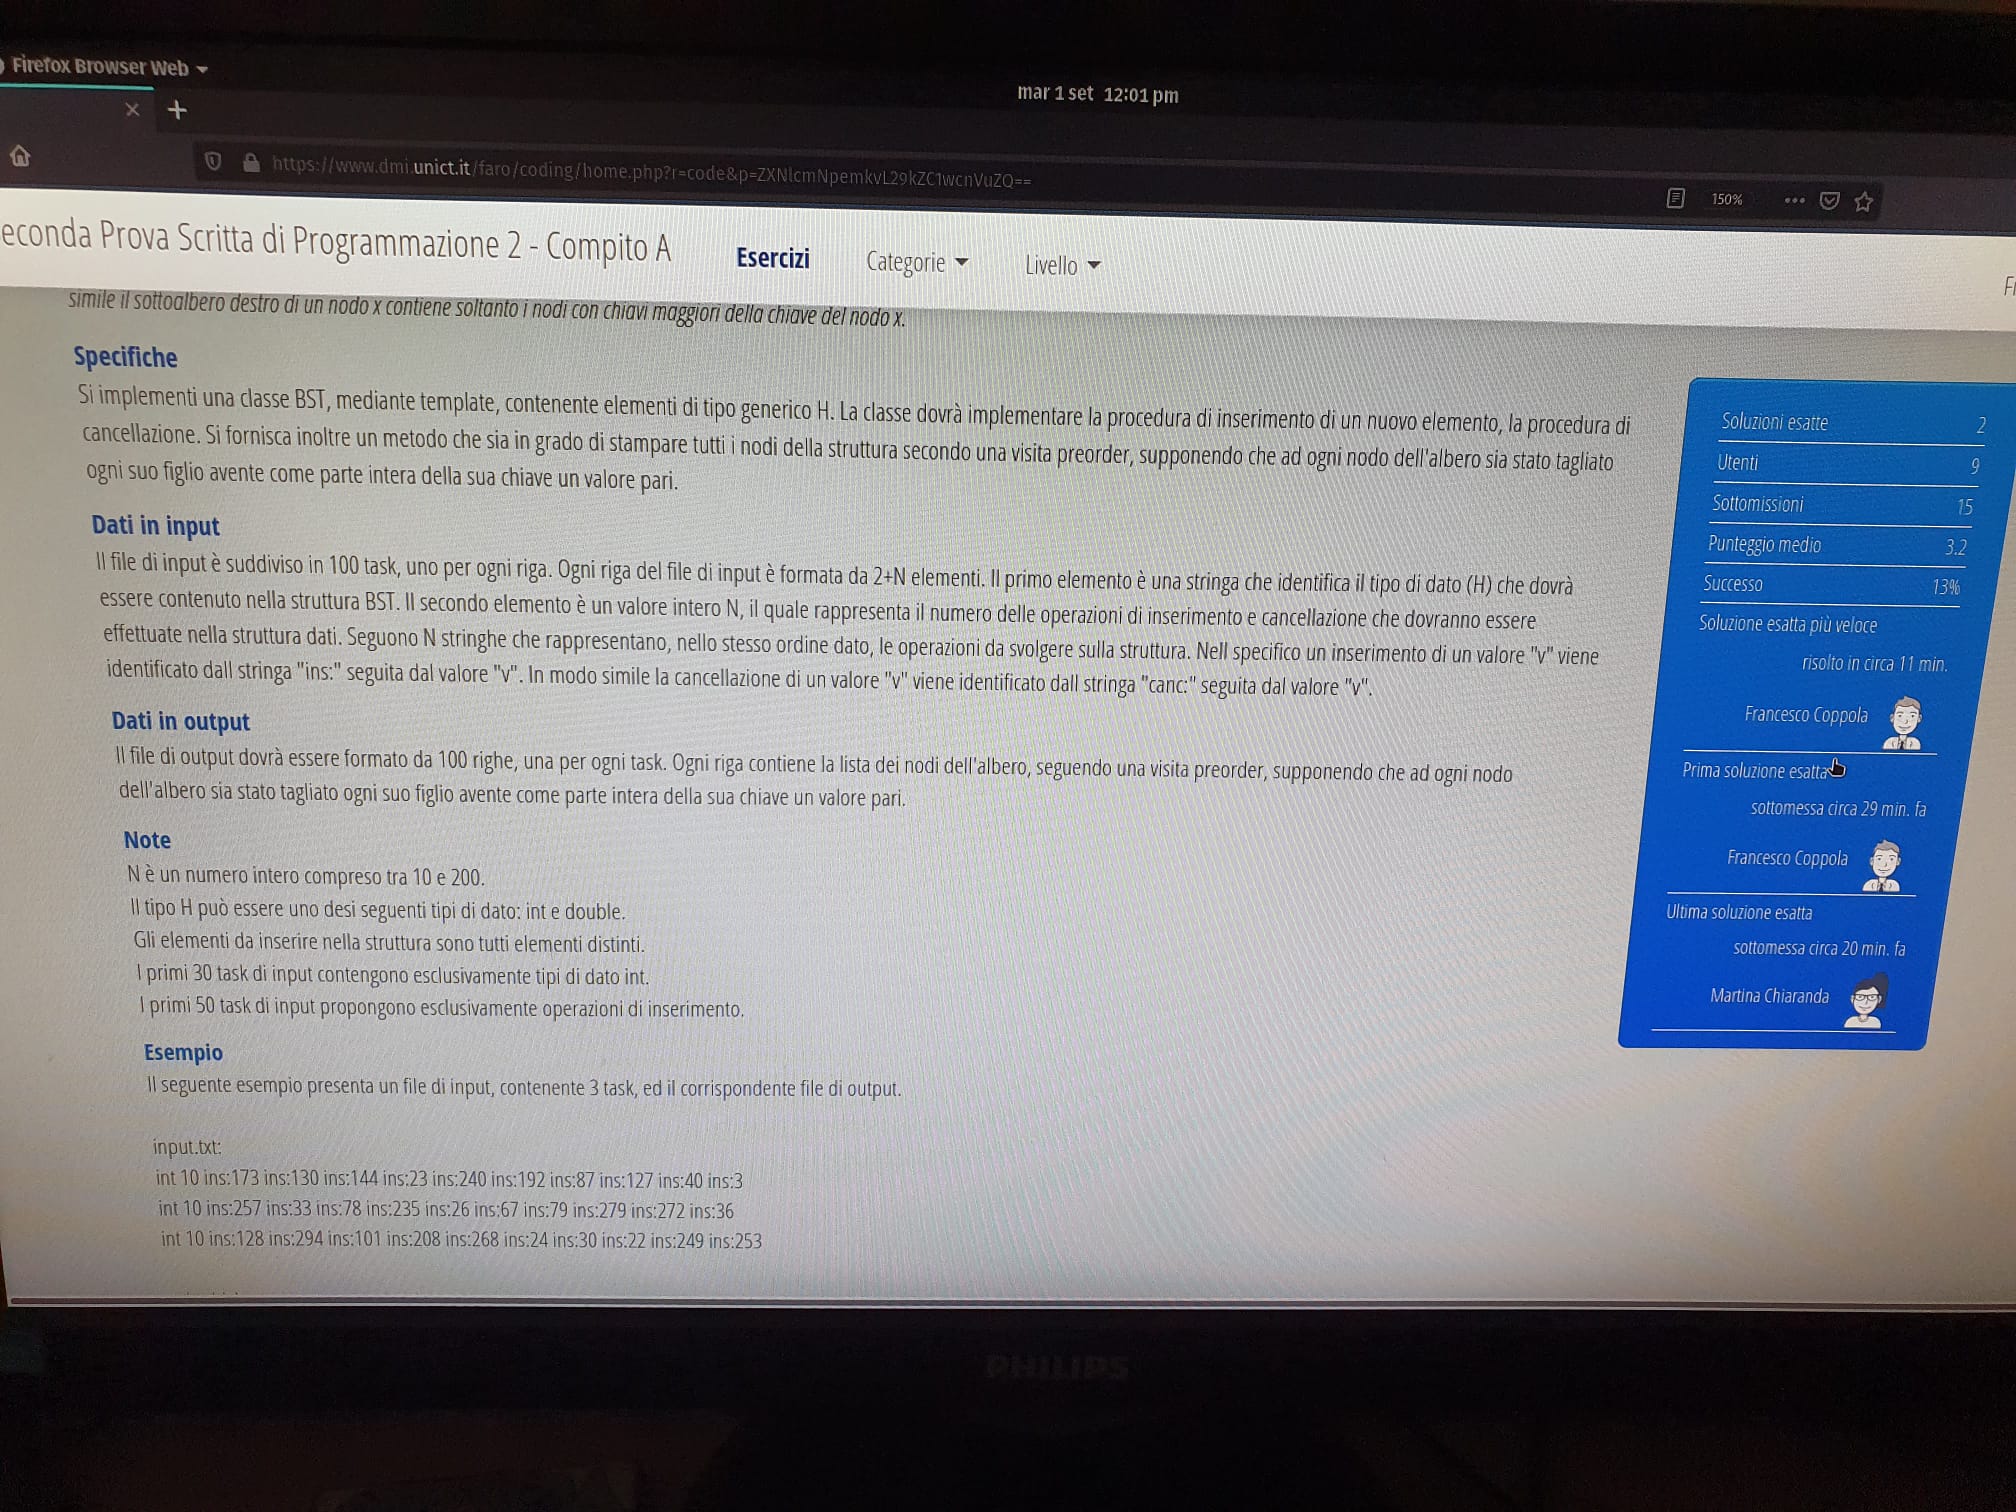 Firefox Browser Web
mar 1 set 12:01 pm
https://www.dmi.unict.it/faro/coding/home.php?r=code&p=ZXNlcmNpemkvL29kZC1wcnVuZQ==
150%
econda Prova Scritta di Programmazione 2 - Compito A
Esercizi
Categorie
Livello
simile il sottoalbero destro di un nodo x contiene soltanto i nodi con chiavi maggiori della chiave del nodo x.
Specifiche
Si implementi una classe BST, mediante template, contenente elementi di tipo generico H. La classe dovrà implementare la procedura di inserimento di un nuovo elemento, la procedura di
cancellazione. Si fornisca inoltre un metodo che sia in grado di stampare tutti i nodi della struttura secondo una visita preorder, supponendo che ad ogni nodo dell'albero sia stato tagliato
ogni suo figlio avente come parte intera della sua chiave un valore pari.
Dati in input
Il file di input è suddiviso in 100 task, uno per ogni riga. Ogni riga del file di input è formata da 2+N elementi. Il primo elemento è una stringa che identifica il tipo di dato (H) che dovrà
essere contenuto nella struttura BST. Il secondo elemento è un valore intero N, il quale rappresenta il numero delle operazioni di inserimento e cancellazione che dovranno essere
effettuate nella struttura dati. Seguono N stringhe che rappresentano, nello stesso ordine dato, le operazioni da svolgere sulla struttura. Nell specifico un inserimento di un valore "v" viene
identificato dall stringa "ins:" seguita dal valore "v". In modo simile la cancellazione di un valore "v" viene identificato dall stringa "canc:" seguita dal valore "v".
Dati in output
Il file di output dovrà essere formato da 100 righe, una per ogni task. Ogni riga contiene la lista dei nodi dell'albero, seguendo una visita preorder, supponendo che ad ogni nodo
dell'albero sia stato tagliato ogni suo figlio avente come parte intera della sua chiave un valore pari.
Note
N è un numero intero compreso tra 10 e 200.
Il tipo H può essere uno desi seguenti tipi di dato: int e double.
Gli elementi da inserire nella struttura sono tutti elementi distinti.
I primi 30 task di input contengono esclusivamente tipi di dato int.
I primi 50 task di input propongono esclusivamente operazioni di inserimento.
Esempio
Il seguente esempio presenta un file di input, contenente 3 task, ed il corrispondente file di output.
input.txt:
int 10 ins:173 ins:130 ins:144 ins:23 ins:240 ins:192 ins:87 ins:127 ins:40 ins:3
int 10 ins:257 ins:33 ins:78 ins:235 ins:26 ins:67 ins:79 ins:279 ins:272 ins:36
int 10 ins:128 ins:294 ins:101 ins:208 ins:268 ins:24 ins:30 ins:22 ins:249 ins:253
Soluzioni esatte 2
Utenti 9
Sottomissioni 15
Punteggio medio 3.2
Successo 13%
Soluzione esatta più veloce
risolto in circa 11 min.
Francesco Coppola
Prima soluzione esatta
sottomessa circa 29 min. fa
Francesco Coppola
Ultima soluzione esatta
sottomessa circa 20 min. fa
Martina Chiaranda
PHILIPS